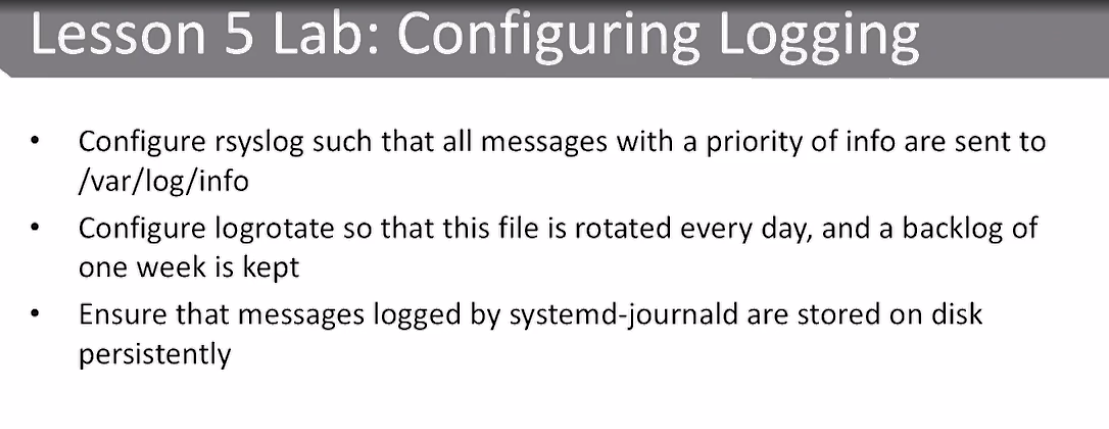 Lesson 5 Lab: Configuring Logging
• Configure rsyslog such that all messages with a priority of info are sent to
/var/log/info
• Configure logrotate so that this file is rotated every day, and a backlog of
one week is kept
• Ensure that messages logged by systemd-journald are stored on disk
persistently